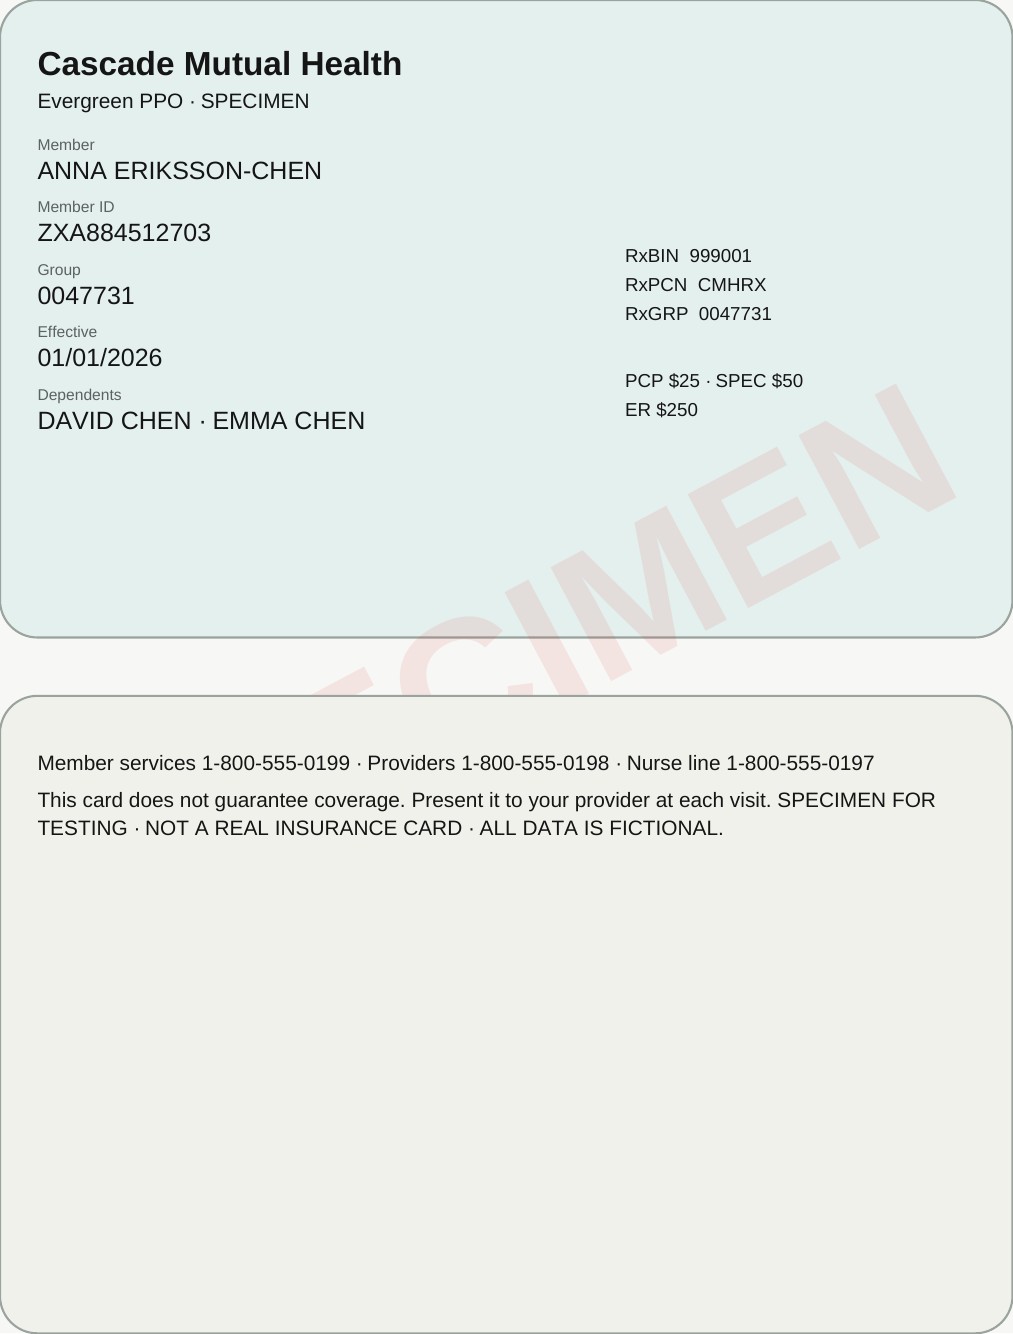 Cascade Mutual Health
Evergreen PPO · SPECIMEN
Member
ANNA ERIKSSON-CHEN
Member ID
ZXA884512703
Group
0047731
Effective
01/01/2026
Dependents
DAVID CHEN · EMMA CHEN
RxBIN 999001
RxPCN CMHRX
RxGRP 0047731
PCP $25 · SPEC $50
ER $250
ECIMEN
Member services 1-800-555-0199 · Providers 1-800-555-0198 · Nurse line 1-800-555-0197
This card does not guarantee coverage. Present it to your provider at each visit. SPECIMEN FOR
TESTING · NOT A REAL INSURANCE CARD · ALL DATA IS FICTIONAL.